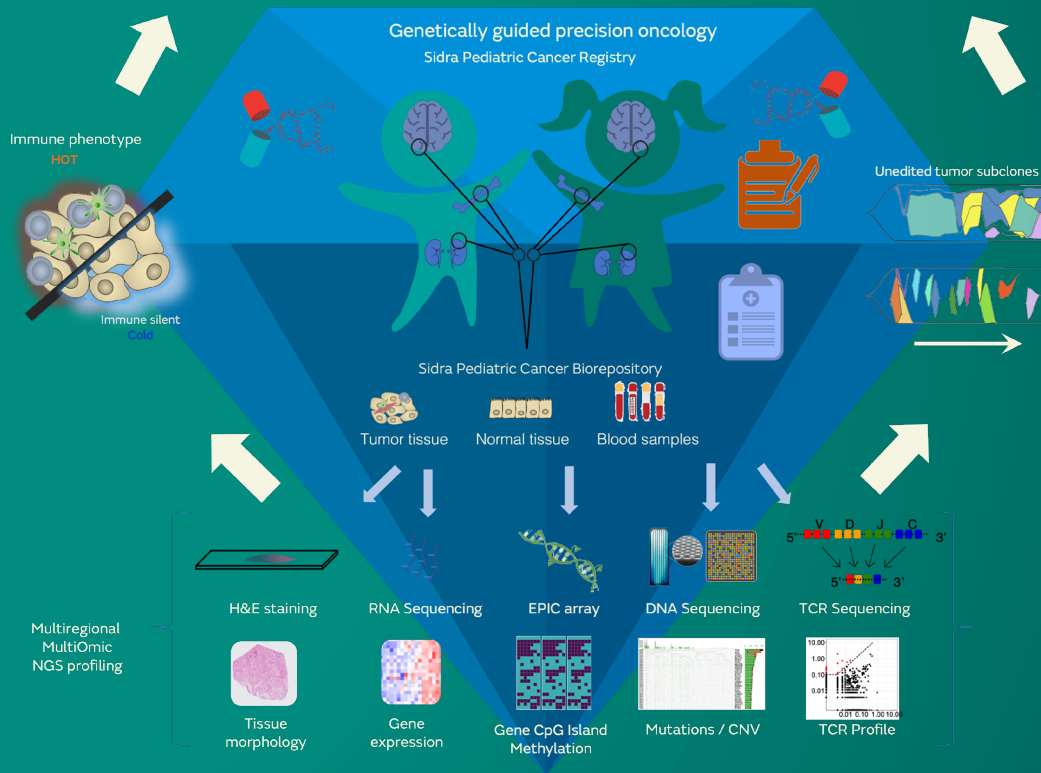 Genetically guided precision oncology
Sidra Pediatric Cancer Registry
Immune phenotype
HOT
Immune silent
Cold
Unedited tumor subclones
Sidra Pediatric Cancer Biorepository
Tumor tissue
Normal tissue
Blood samples
V D J C
5' 3'
5' 3'
H&E staining
RNA Sequencing
EPIC array
DNA Sequencing
TCR Sequencing
Multiregional
MultiOmic
NGS profiling
10.00
1.00
0.10
0.01
0.01 0.10 1.00 10.00
Tissue
morphology
Gene
expression
Gene CpG Island
Methylation
Mutations / CNV
TCR Profile